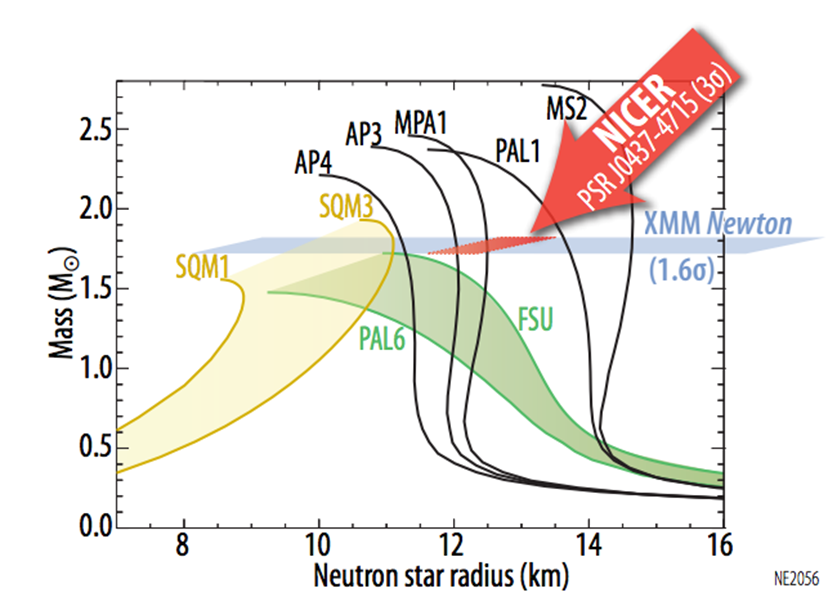 NICER
PSR J0437-4715 (3σ)
MS2
MPA1
AP3
PAL1
AP4
SQM3
XMM Newton
(1.6σ)
SQM1
FSU
PAL6
Mass (M☉)
2.5
2.0
1.5
1.0
0.5
0.0
8
10
12
14
16
Neutron star radius (km)
NE2056